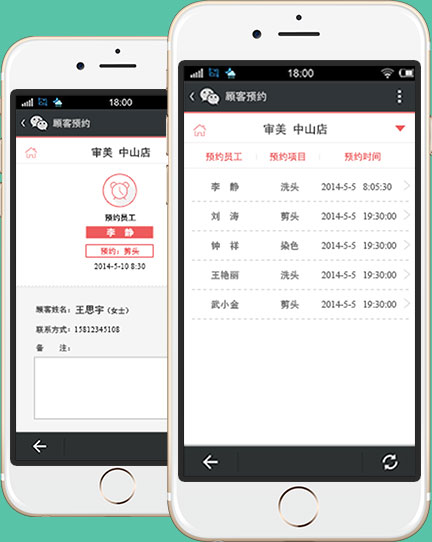 18:00
顧客预约
审美 中山店
预约员工
李 静
预约：剪头
2014-5-10 8:30
顧客姓名：王思宇（女士）
联系方式：15812345108
备 注：
18:00
顧客预约
审美 中山店
预约员工 预约项目 预约时间
李 静 洗头 2014-5-5 8:05:30
刘 涛 剪头 2014-5-5 19:30:00
钟 祥 染色 2014-5-5 19:30:00
王艳丽 洗头 2014-5-5 19:30:00
武小金 剪头 2014-5-5 19:30:00